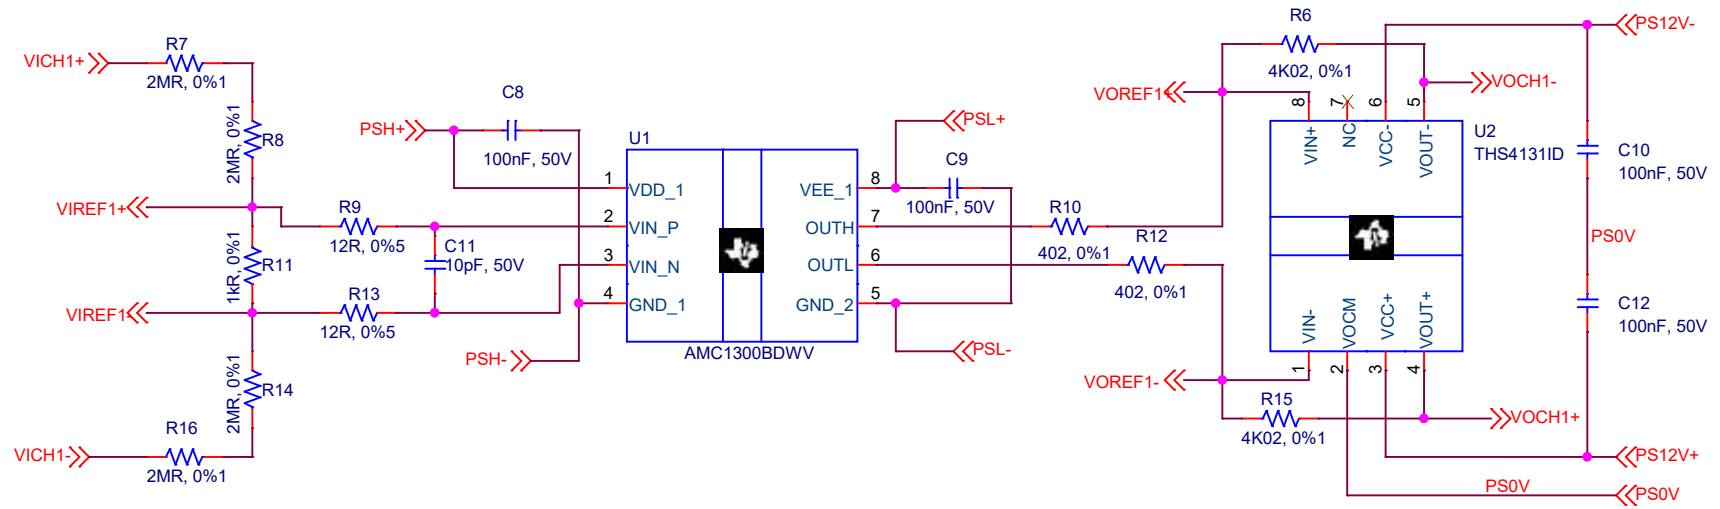 VICH1+
R7
2MR, 0%1
2MR, 0%1
R8
VIREF1+
R9
12R, 0%5
C11
10pF, 50V
1kR, 0%1
R11
VIREF1-
R13
12R, 0%5
2MR, 0%1
R14
VICH1-
R16
2MR, 0%1
PSH+
C8
100nF, 50V
PSH-
U1
1
VDD_1
2
VIN_P
3
VIN_N
4
GND_1
VEE_1
8
OUTH
7
OUTL
6
GND_2
5
AMC1300BDWV
PSL+
C9
100nF, 50V
PSL-
R10
402, 0%1
R12
402, 0%1
R6
4K02, 0%1
VOREF1+
VOCH1-
8
7
6
5
VIN+
NC
VCC-
VOUT-
U2
THS4131ID
VIN-
VOCM
VCC+
VOUT+
1
2
3
4
VOREF1-
R15
4K02, 0%1
VOCH1+
PS12V-
C10
100nF, 50V
PS0V
C12
100nF, 50V
PS12V+
PS0V
PS0V